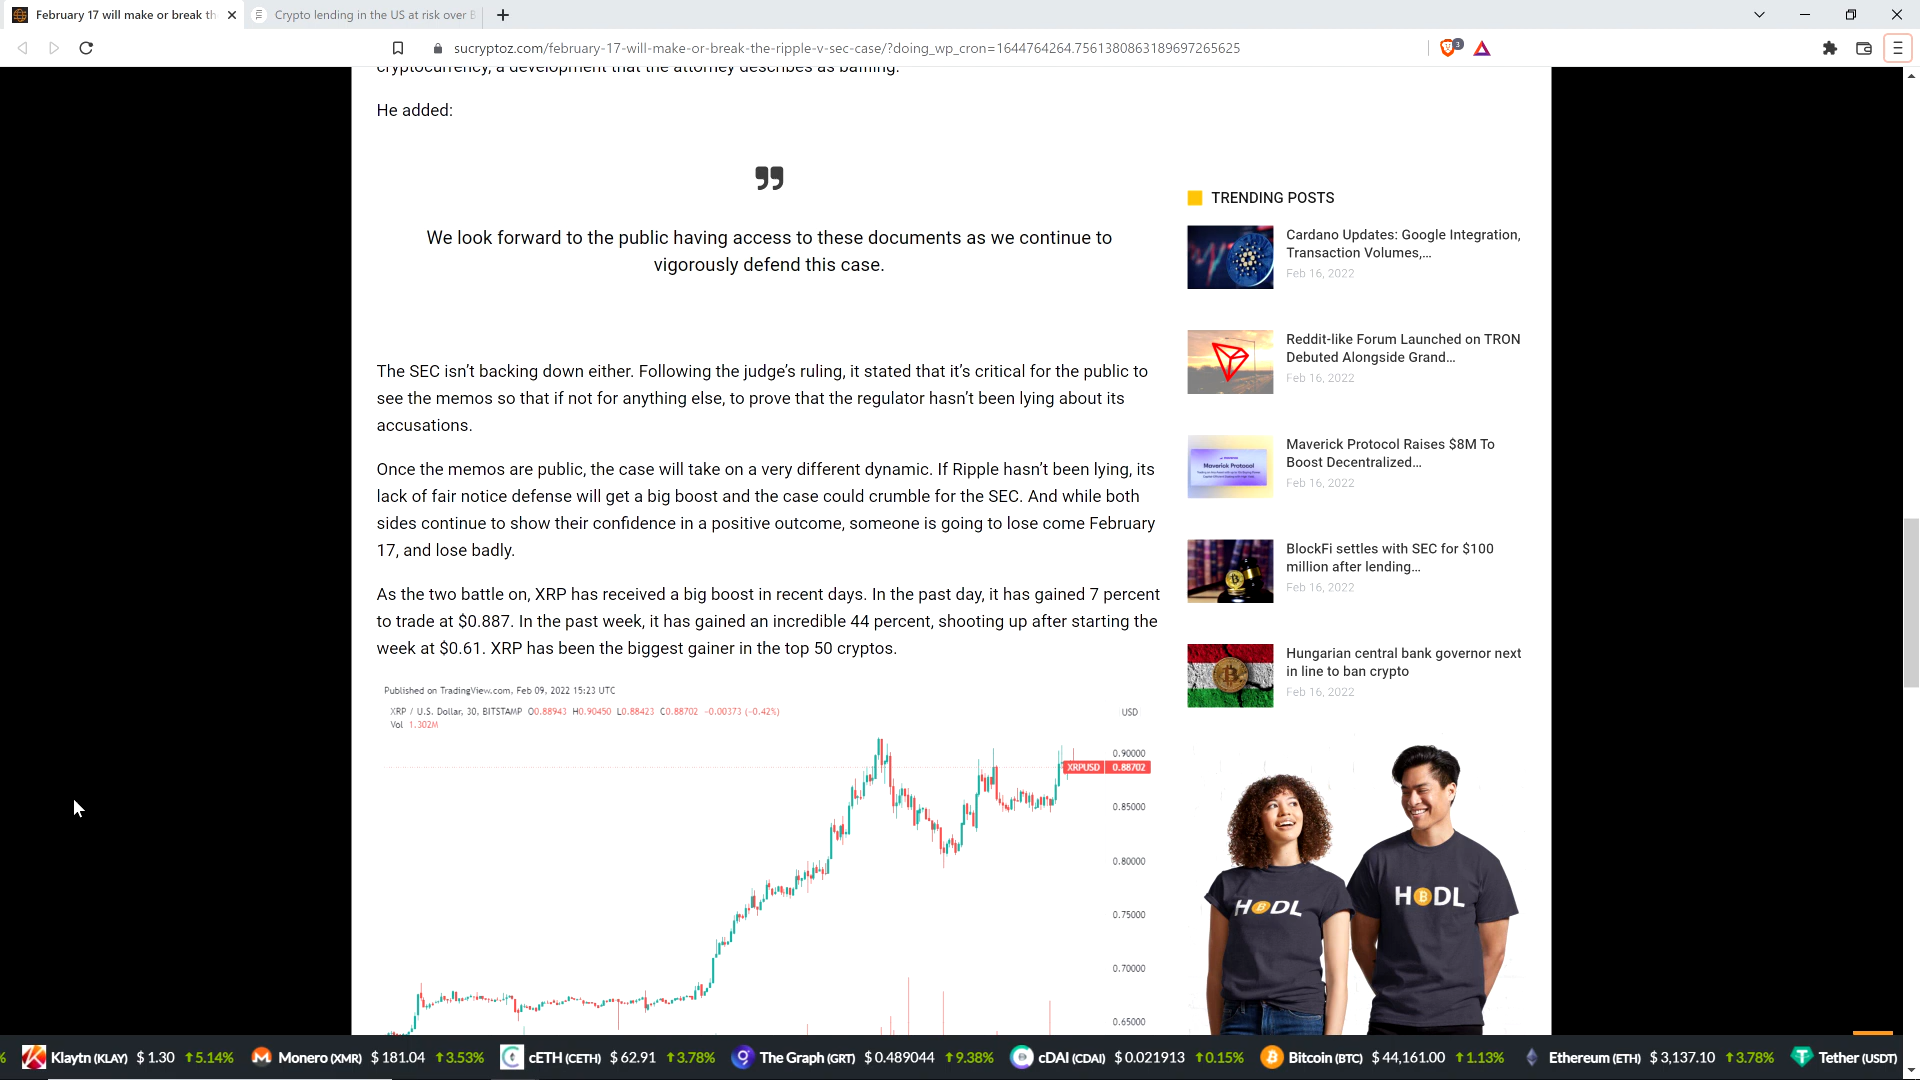 February 17 will make or break th
Crypto lending in the US at risk over B
sucryptoz.com/february-17-will-make-or-break-the-ripple-v-sec-case/?doing_wp_cron=1644764264.7561380863189697265625
3
cryptocurrency, a development that the attorney describes as baffling.
He added:
We look forward to the public having access to these documents as we continue to
vigorously defend this case.
The SEC isn’t backing down either. Following the judge’s ruling, it stated that it’s critical for the public to
see the memos so that if not for anything else, to prove that the regulator hasn’t been lying about its
accusations.
Once the memos are public, the case will take on a very different dynamic. If Ripple hasn’t been lying, its
lack of fair notice defense will get a big boost and the case could crumble for the SEC. And while both
sides continue to show their confidence in a positive outcome, someone is going to lose come February
17, and lose badly.
As the two battle on, XRP has received a big boost in recent days. In the past day, it has gained 7 percent
to trade at $0.887. In the past week, it has gained an incredible 44 percent, shooting up after starting the
week at $0.61. XRP has been the biggest gainer in the top 50 cryptos.
Published on TradingView.com, Feb 09, 2022 15:23 UTC
XRP / U.S. Dollar, 30, BITSTAMP O0.88943 H0.90450 L0.88423 C0.88702 -0.00373 (-0.42%)
Vol 1.302M
USD
0.90000
XRPUSD 0.88702
0.85000
0.80000
0.75000
0.70000
0.65000
TRENDING POSTS
Cardano Updates: Google Integration,
Transaction Volumes,...
Feb 16, 2022
Reddit-like Forum Launched on TRON
Debuted Alongside Grand...
Feb 16, 2022
Maverick Protocol
Maverick Protocol Raises $8M To
Boost Decentralized...
Feb 16, 2022
BlockFi settles with SEC for $100
million after lending...
Feb 16, 2022
Hungarian central bank governor next
in line to ban crypto
Feb 16, 2022
HODL
HODL
% Klaytn (KLAY) $ 1.30 5.14% Monero (XMR) $ 181.04 3.53% cETH (CETH) $ 62.91 3.78% The Graph (GRT) $ 0.489044 9.38% cDAI (CDAI) $ 0.021913 0.15% Bitcoin (BTC) $ 44,161.00 1.13% Ethereum (ETH) $ 3,137.10 3.78% Tether (USDT)